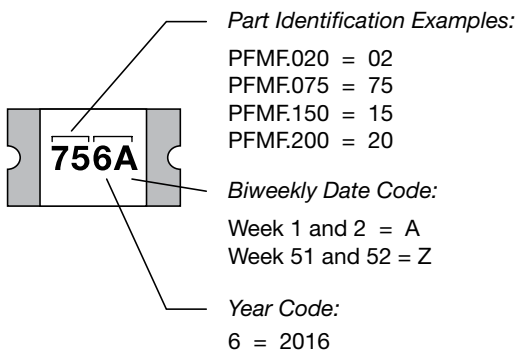 Part Identification Examples:
PFMF.020 = 02
PFMF.075 = 75
PFMF.150 = 15
PFMF.200 = 20
756A
Biweekly Date Code:
Week 1 and 2 = A
Week 51 and 52 = Z
Year Code:
6 = 2016